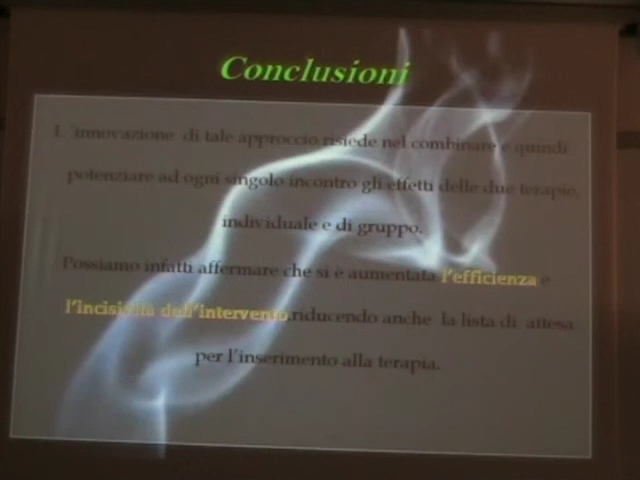 Conclusioni
L'innovazione di tale approccio risiede nel combinare e quindi
potenziare ad ogni singolo incontro gli effetti delle due terapie,
individuale e di gruppo.
Possiamo infatti affermare che si è aumentata l'efficienza e
l'incisività dell'intervento,riducendo anche la lista di attesa
per l'inserimento alla terapia.